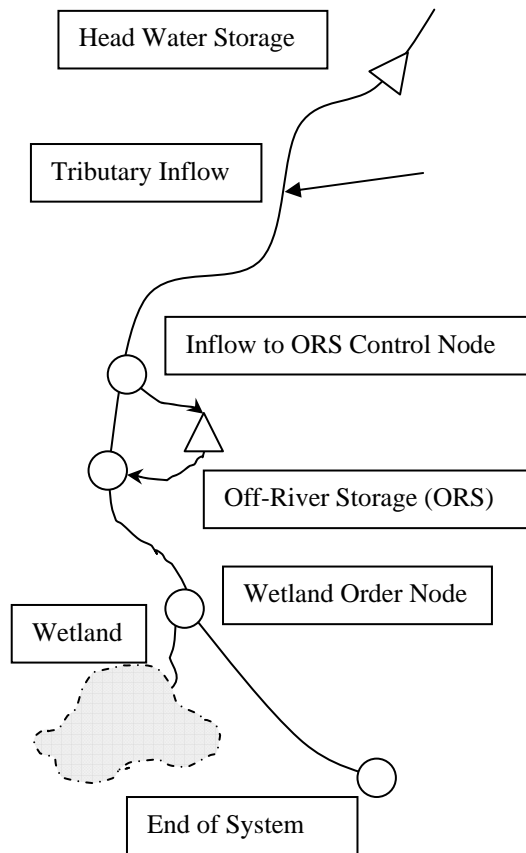 Head Water Storage
Tributary Inflow
Inflow to ORS Control Node
Off-River Storage (ORS)
Wetland Order Node
Wetland
End of System